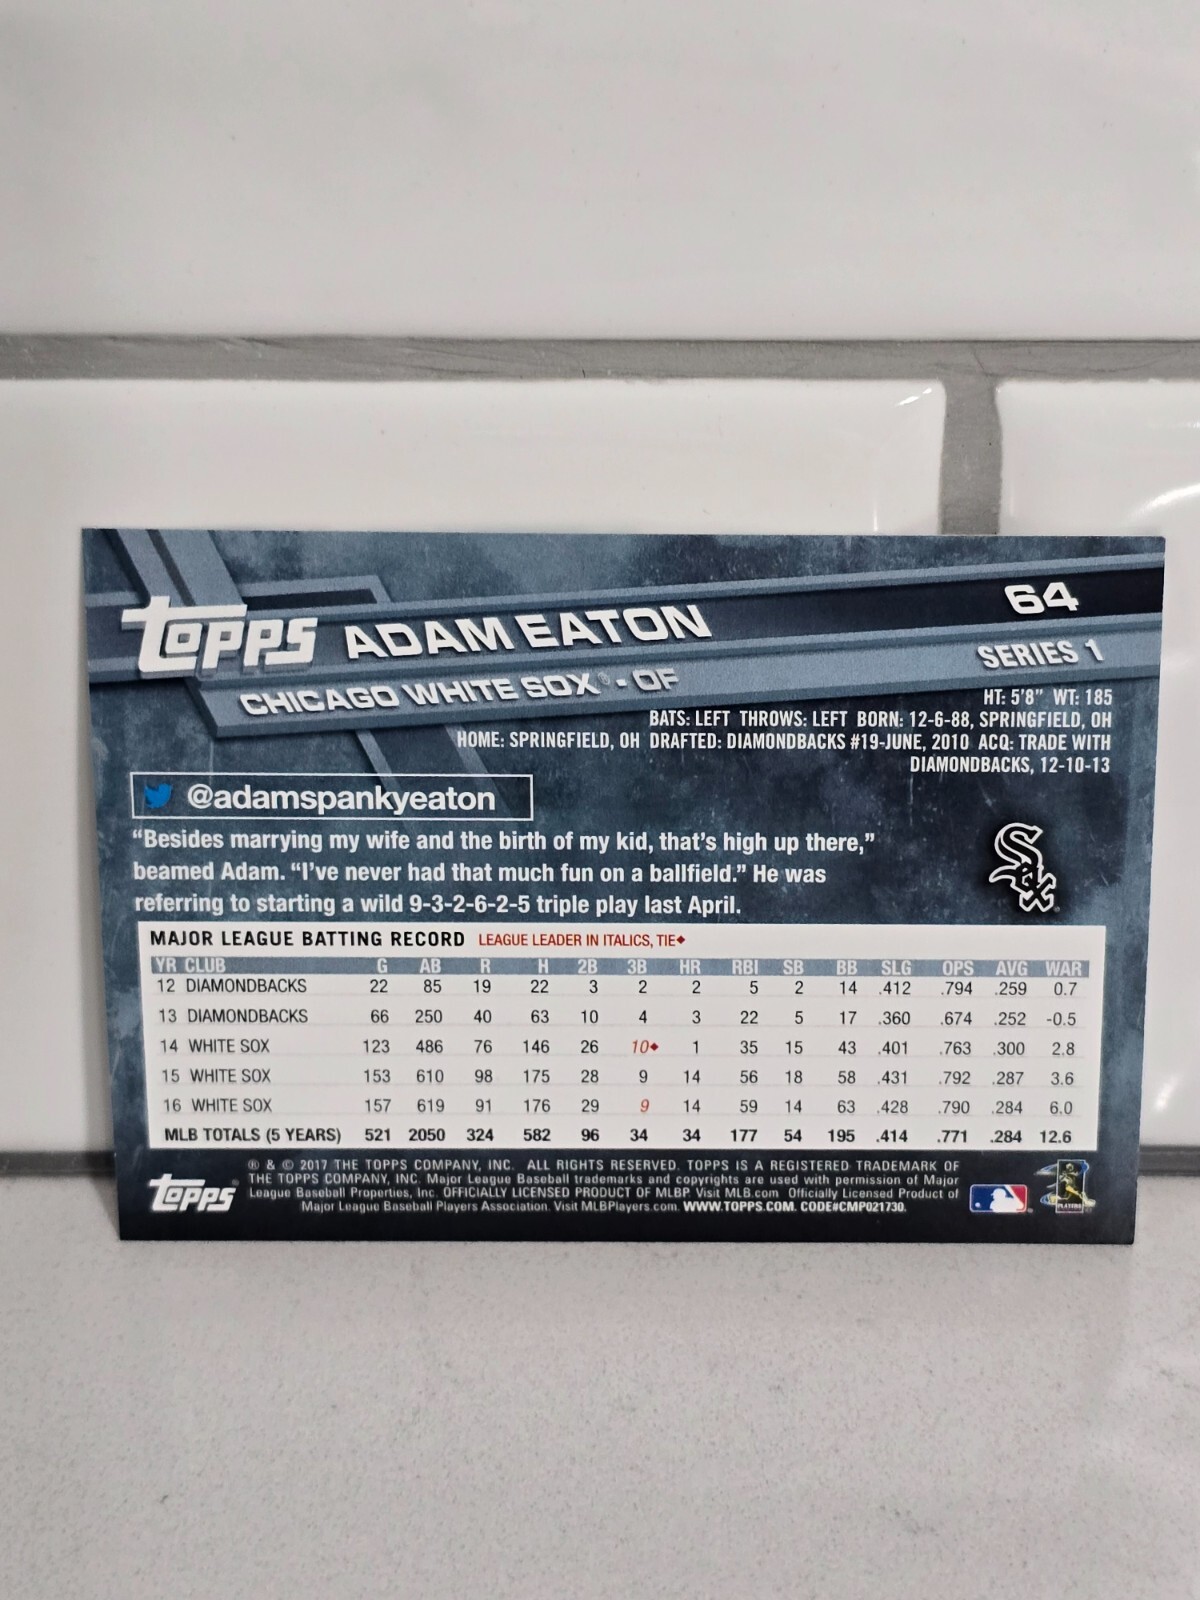 Topps ADAM EATON 64
CHICAGO WHITE SOX® - OF SERIES 1
HT: 5'8" WT: 185
BATS: LEFT THROWS: LEFT BORN: 12-6-88, SPRINGFIELD, OH
HOME: SPRINGFIELD, OH DRAFTED: DIAMONDBACKS #19-JUNE, 2010 ACQ: TRADE WITH
DIAMONDBACKS, 12-10-13
@adamspankyeaton
“Besides marrying my wife and the birth of my kid, that’s high up there,”
beamed Adam. “I’ve never had that much fun on a ballfield.” He was
referring to starting a wild 9-3-2-6-2-5 triple play last April.
Sox
MAJOR LEAGUE BATTING RECORD LEAGUE LEADER IN ITALICS, TIE◆
YR CLUB G AB R H 2B 3B HR RBI SB BB SLG OPS AVG WAR
12 DIAMONDBACKS 22 85 19 22 3 2 2 5 2 14 .412 .794 .259 0.7
13 DIAMONDBACKS 66 250 40 63 10 4 3 22 5 17 .360 .674 .252 -0.5
14 WHITE SOX 123 486 76 146 26 10◆ 1 35 15 43 .401 .763 .300 2.8
15 WHITE SOX 153 610 98 175 28 9 14 56 18 58 .431 .792 .287 3.6
16 WHITE SOX 157 619 91 176 29 9 14 59 14 63 .428 .790 .284 6.0
MLB TOTALS (5 YEARS) 521 2050 324 582 96 34 34 177 54 195 .414 .771 .284 12.6
Topps®
® & © 2017 THE TOPPS COMPANY, INC. ALL RIGHTS RESERVED. TOPPS IS A REGISTERED TRADEMARK OF
THE TOPPS COMPANY, INC. Major League Baseball trademarks and copyrights are used with permission of Major
League Baseball Properties, Inc. OFFICIALLY LICENSED PRODUCT OF MLBP. Visit MLB.com Officially Licensed Product of
Major League Baseball Players Association. Visit MLBPlayers.com. WWW.TOPPS.COM. CODE#CMP021730.
PLAYERS